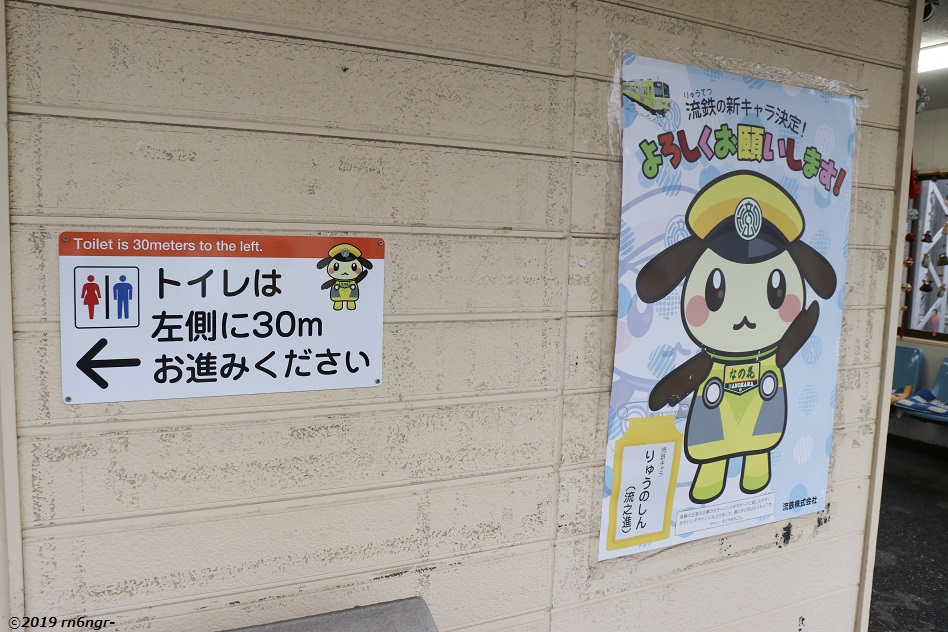 Toilet is 30meters to the left.
トイレは
左側に30m
お進みください
りゅうてつ
流鉄の新キャラ決定!
よろしくお願いします!
なの花
NANOHANA
流鉄キャラ
りゅうのしん
(流之進)
流鉄株式会社
©2019 rn6ngr-